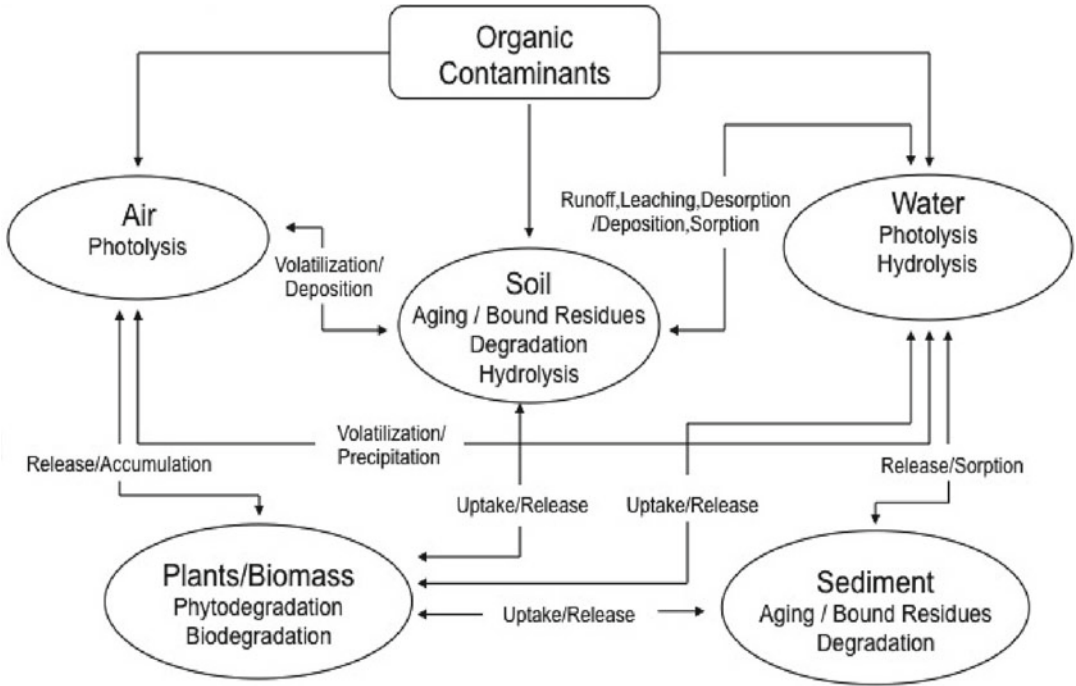 Organic
Contaminants
Air
Photolysis
Runoff,Leaching,Desorption
/Deposition,Sorption
Water
Photolysis
Hydrolysis
Volatilization/
Deposition
Soil
Aging / Bound Residues
Degradation
Hydrolysis
Volatilization/
Precipitation
Release/Accumulation
Release/Sorption
Uptake/Release
Uptake/Release
Plants/Biomass
Phytodegradation
Biodegradation
Uptake/Release
Sediment
Aging / Bound Residues
Degradation